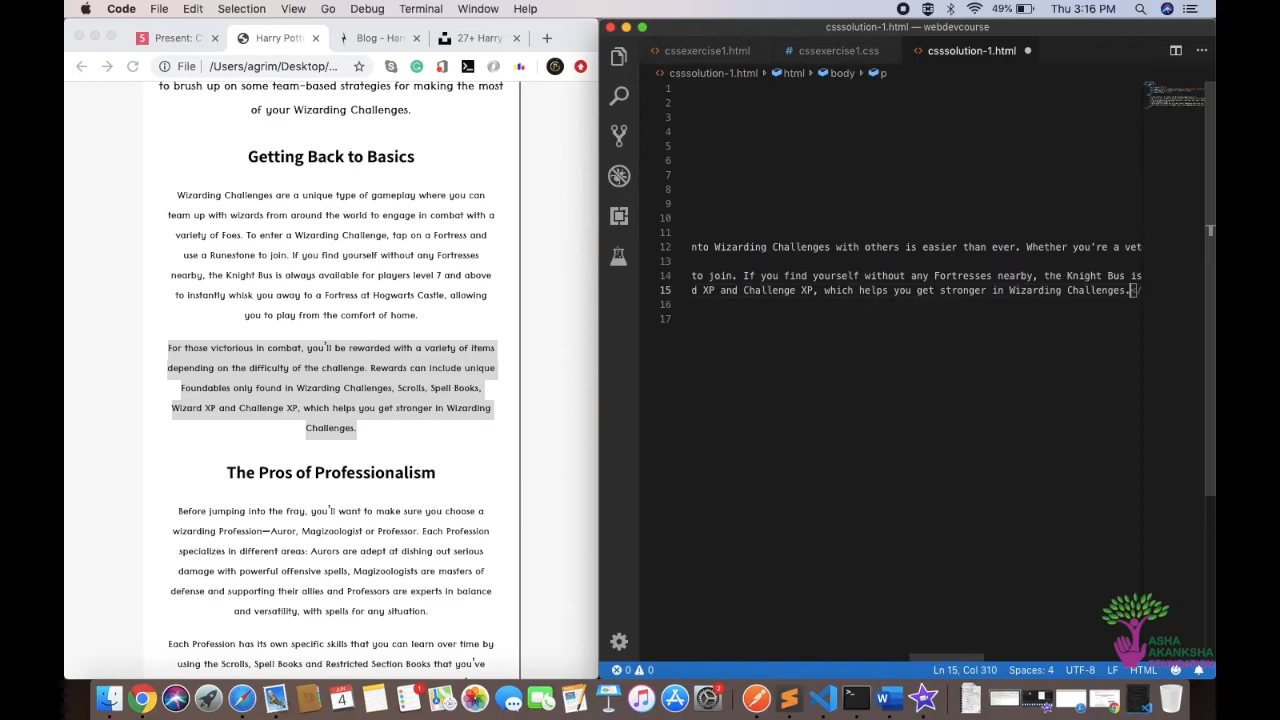 Code File Edit Selection View Go Debug Terminal Window Help 49% Thu 3:16 PM
Present: C Harry Pott Blog – Har 27+ Harry
File /Users/agrim/Desktop/...
to brush up on some team-based strategies for making the most
of your Wizarding Challenges.
Getting Back to Basics
Wizarding Challenges are a unique type of gameplay where you can
team up with wizards from around the world to engage in combat with a
variety of Foes. To enter a Wizarding Challenge, tap on a Fortress and
use a Runestone to join. If you find yourself without any Fortresses
nearby, the Knight Bus is always available for players level 7 and above
to instantly whisk you away to a Fortress at Hogwarts Castle, allowing
you to play from the comfort of home.
For those victorious in combat, you'll be rewarded with a variety of items
depending on the difficulty of the challenge. Rewards can include unique
Foundables only found in Wizarding Challenges, Scrolls, Spell Books,
Wizard XP and Challenge XP, which helps you get stronger in Wizarding
Challenges.
The Pros of Professionalism
Before jumping into the fray, you'll want to make sure you choose a
wizarding Profession—Auror, Magizoologist or Professor. Each Profession
specializes in different areas: Aurors are adept at dishing out serious
damage with powerful offensive spells, Magizoologists are masters of
defense and supporting their allies and Professors are experts in balance
and versatility, with spells for any situation.
Each Profession has its own specific skills that you can learn over time by
using the Scrolls, Spell Books and Restricted Section Books that you've
csssolution-1.html — webdevcourse
cssexercise1.html cssexercise1.css csssolution-1.html
csssolution-1.html html body p
1
2
3
4
5
6
7
8
9
10
11
12 nto Wizarding Challenges with others is easier than ever. Whether you're a vet
13
14 to join. If you find yourself without any Fortresses nearby, the Knight Bus is
15 d XP and Challenge XP, which helps you get stronger in Wizarding Challenges.</
16
17
ASHA
AKANKSHA
FOUNDATION
0 0 Ln 15, Col 310 Spaces: 4 UTF-8 LF HTML